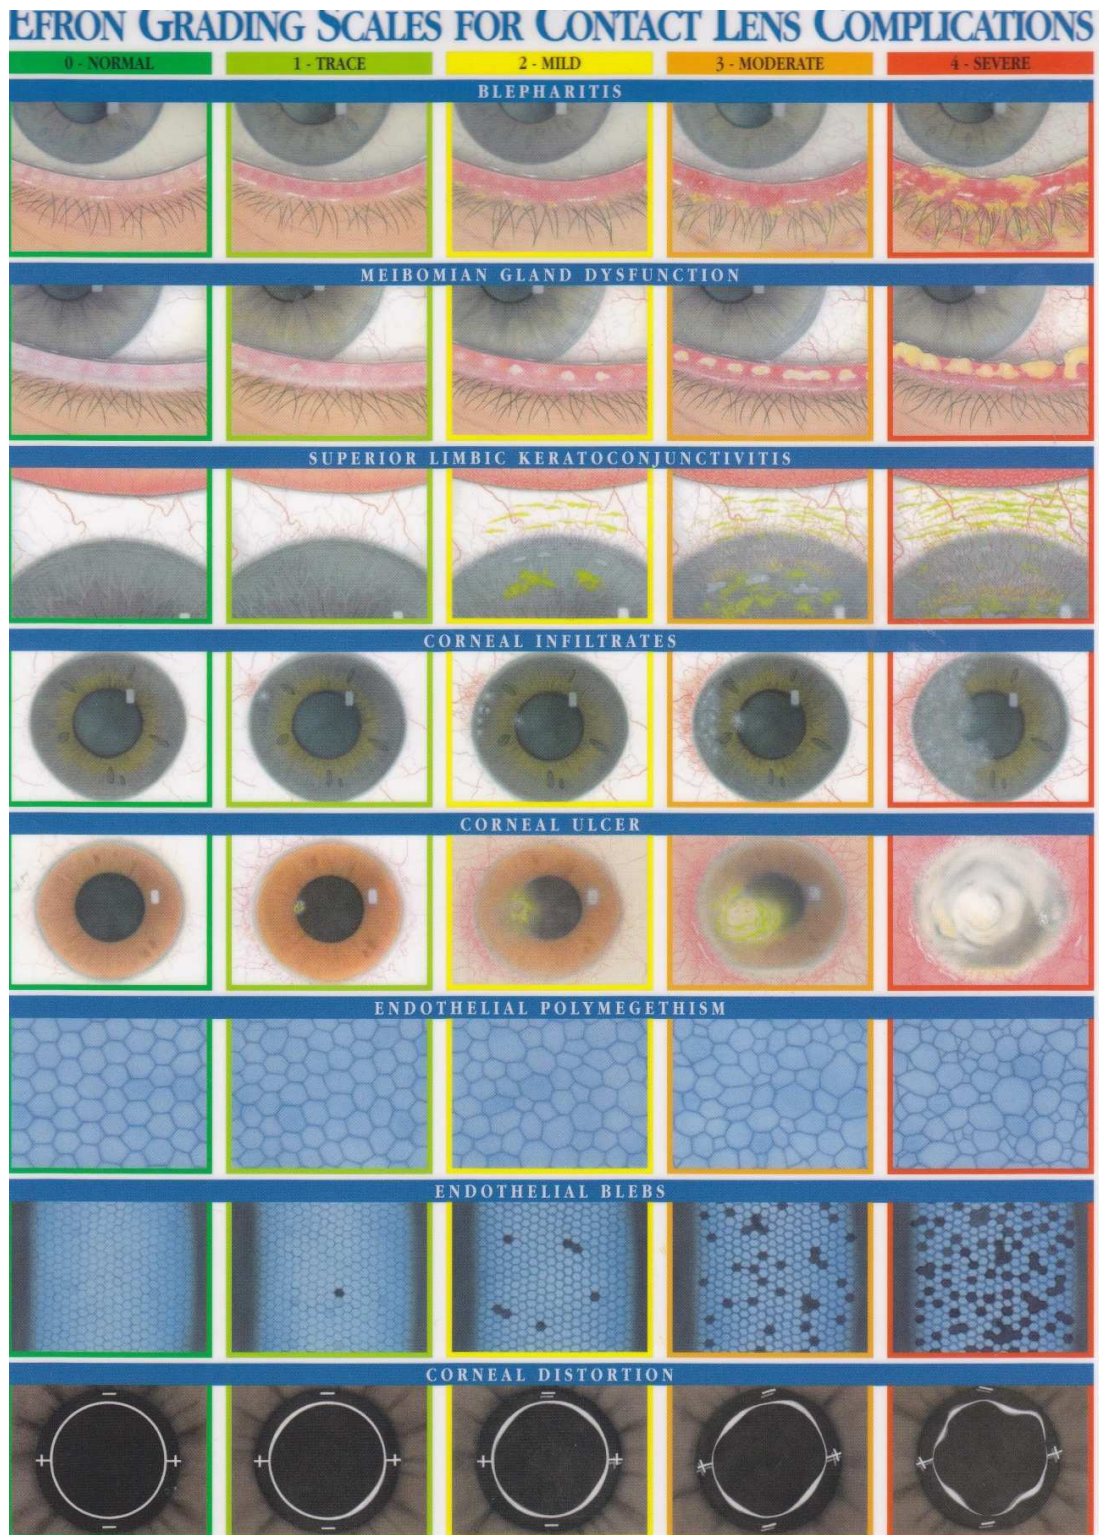 EFRON GRADING SCALES FOR CONTACT LENS COMPLICATIONS
0 - NORMAL 1 - TRACE 2 - MILD 3 - MODERATE 4 - SEVERE
BLEPHARITIS
MEIBOMIAN GLAND DYSFUNCTION
SUPERIOR LIMBIC KERATOCONJUNCTIVITIS
CORNEAL INFILTRATES
CORNEAL ULCER
ENDOTHELIAL POLYMEGETHISM
ENDOTHELIAL BLEBS
CORNEAL DISTORTION